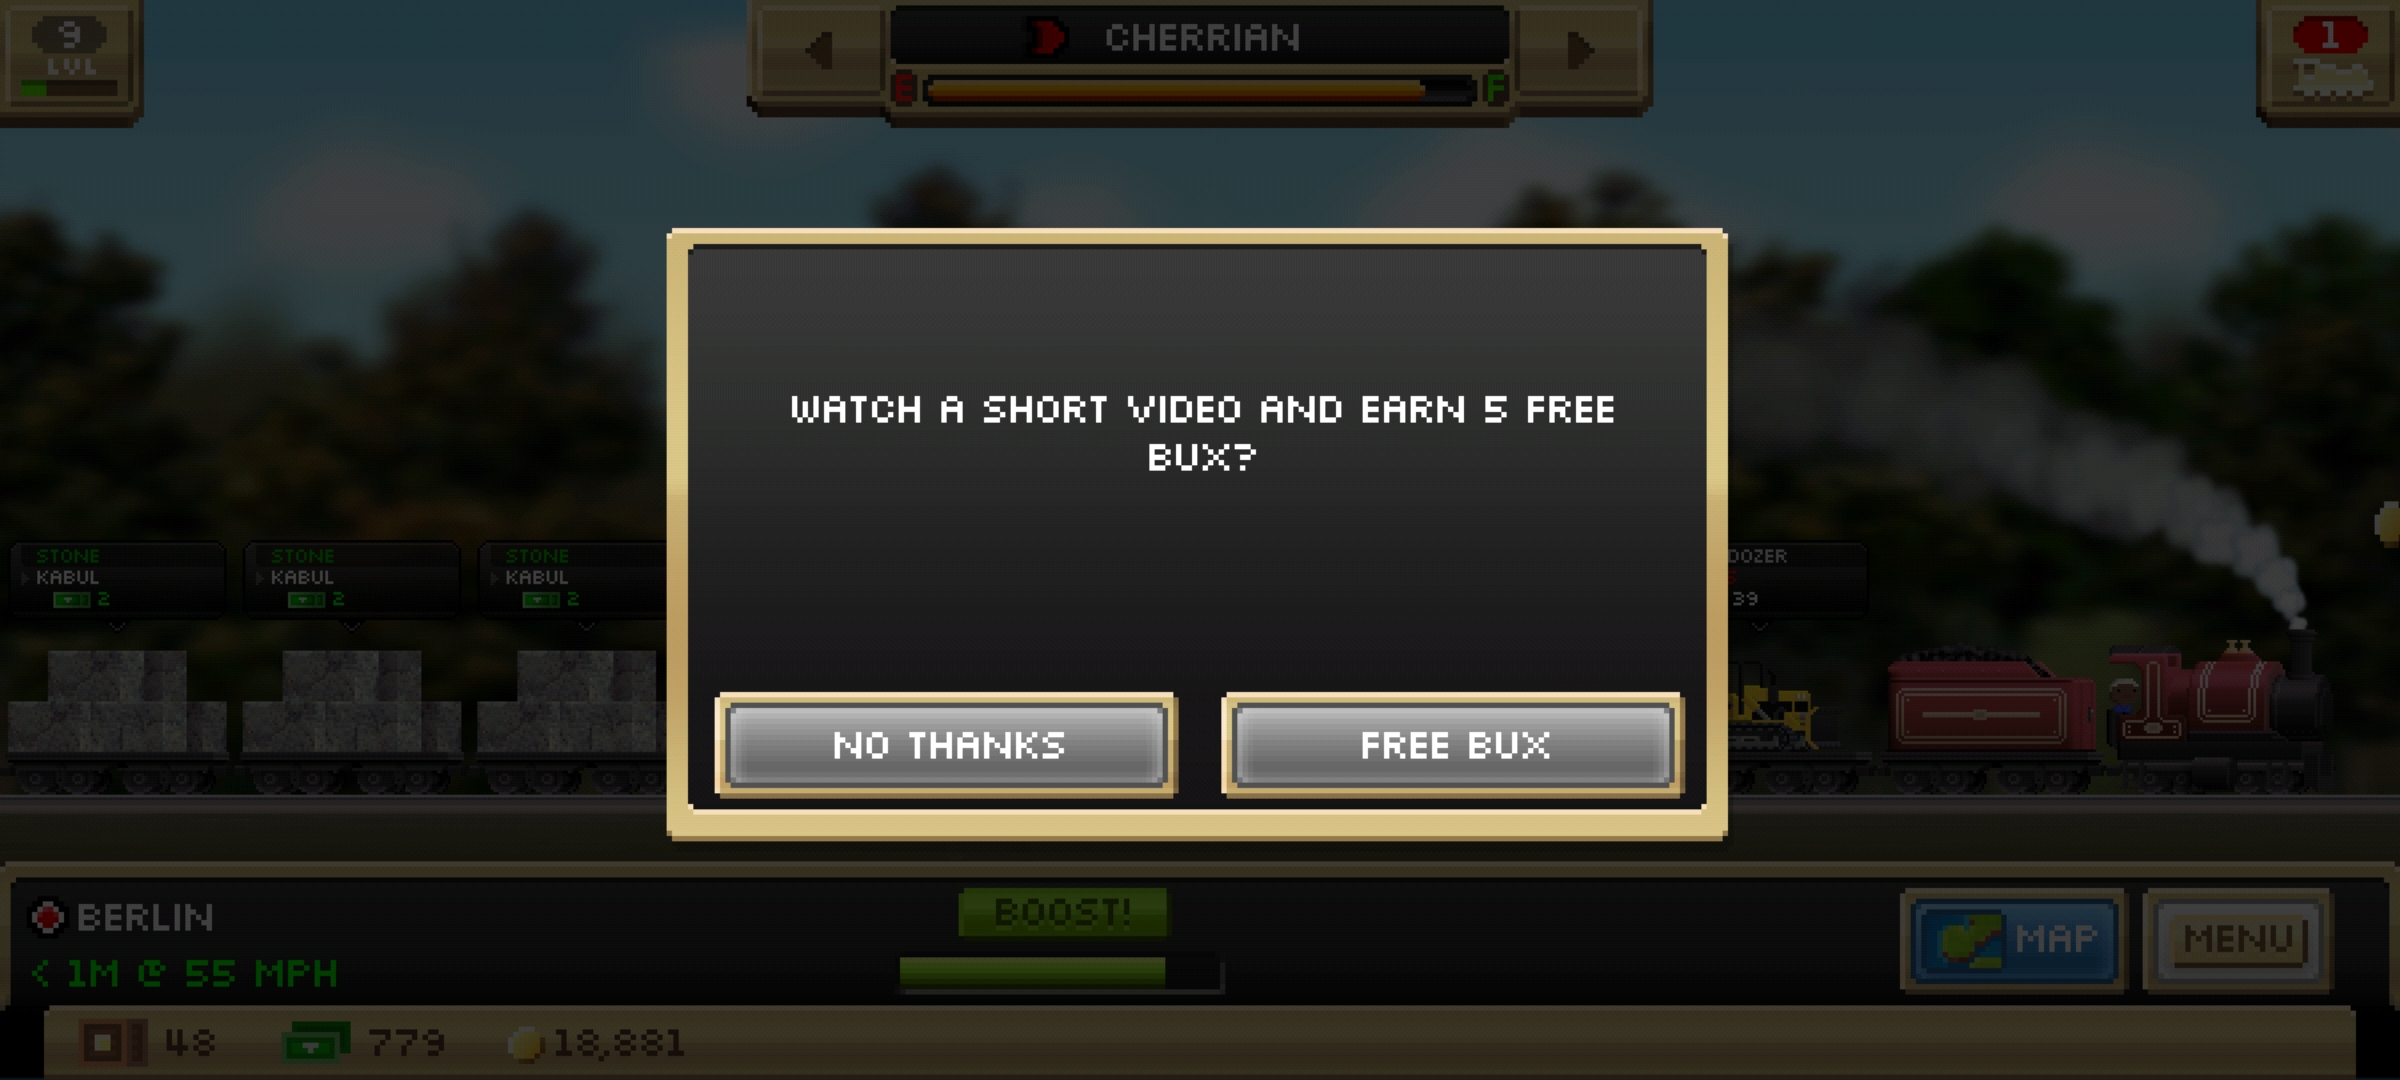 9
LVL
CHERRIAN
E
F
1
WATCH A SHORT VIDEO AND EARN 5 FREE
BUX?
STONE
KABUL
2
STONE
KABUL
2
STONE
KABUL
2
DOZER
39
NO THANKS
FREE BUX
BERLIN
< 1M @ 55 MPH
BOOST!
MAP
MENU
48
779
18,881